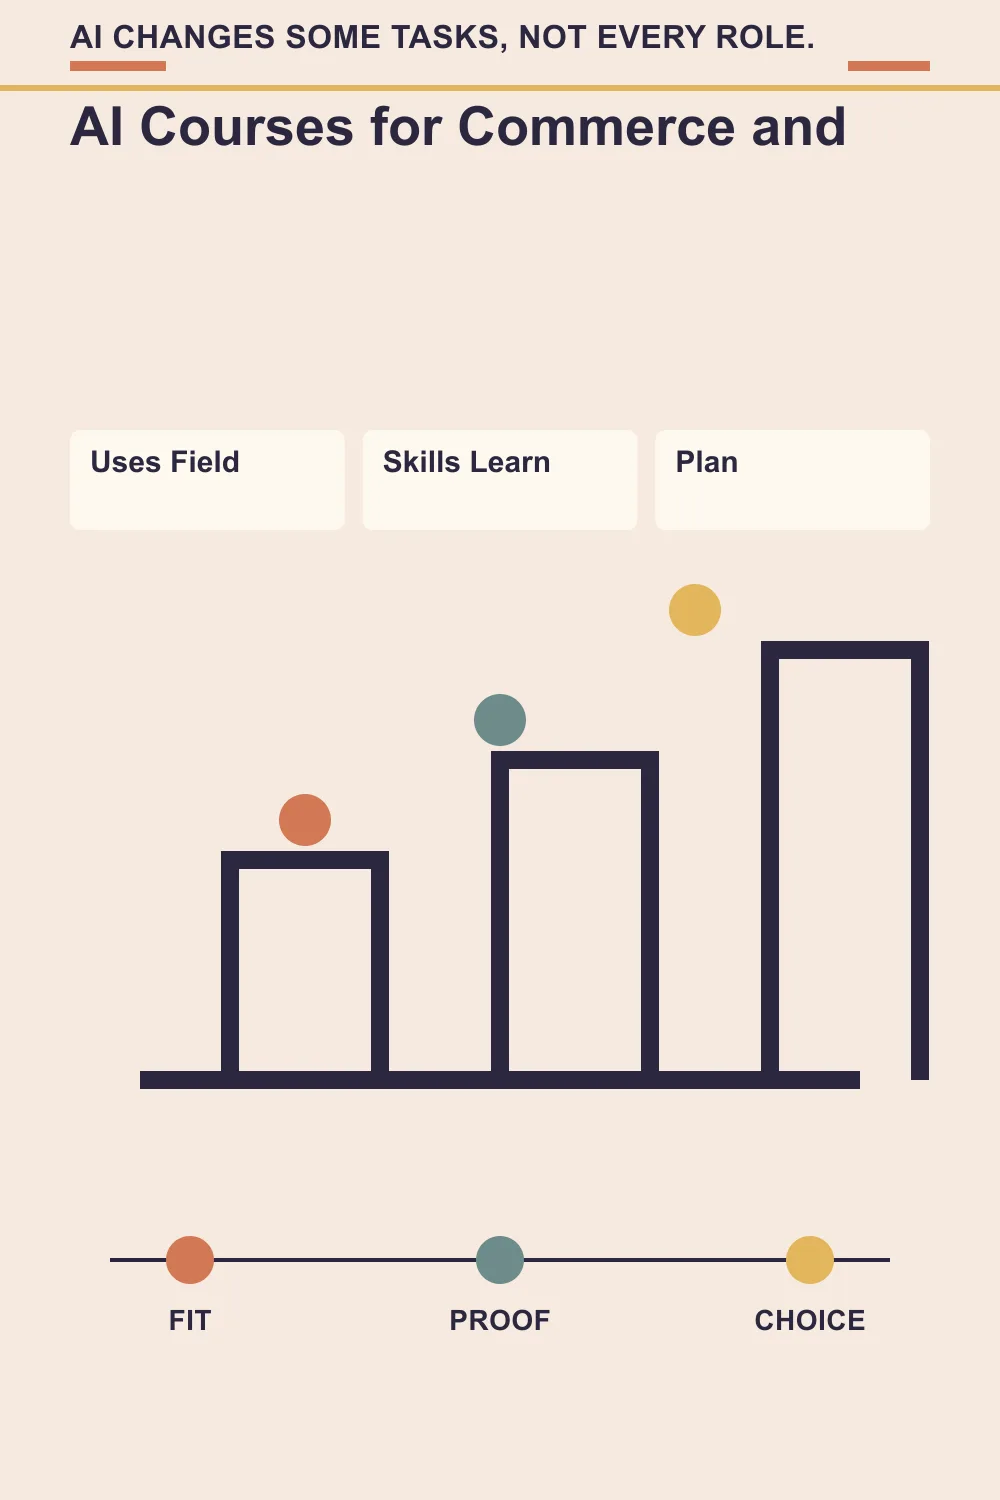 AI CHANGES SOME TASKS, NOT EVERY ROLE.
AI Courses for Commerce and
Uses Field
Skills Learn
Plan
FIT
PROOF
CHOICE